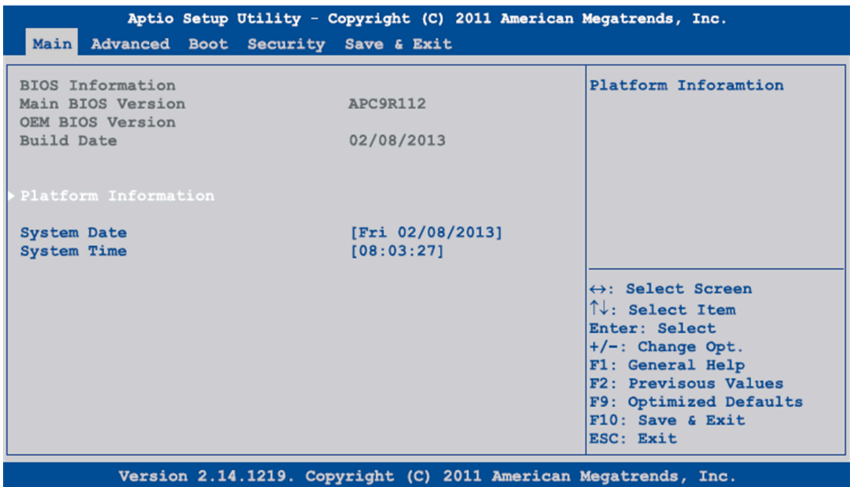 Aptio Setup Utility - Copyright (C) 2011 American Megatrends, Inc.
Main Advanced Boot Security Save & Exit
BIOS Information
Main BIOS Version APC9R112
OEM BIOS Version
Build Date 02/08/2013
Platform Information
System Date [Fri 02/08/2013]
System Time [08:03:27]
Platform Inforamtion
↔: Select Screen
↑↓: Select Item
Enter: Select
+/-: Change Opt.
F1: General Help
F2: Previsous Values
F9: Optimized Defaults
F10: Save & Exit
ESC: Exit
Version 2.14.1219. Copyright (C) 2011 American Megatrends, Inc.